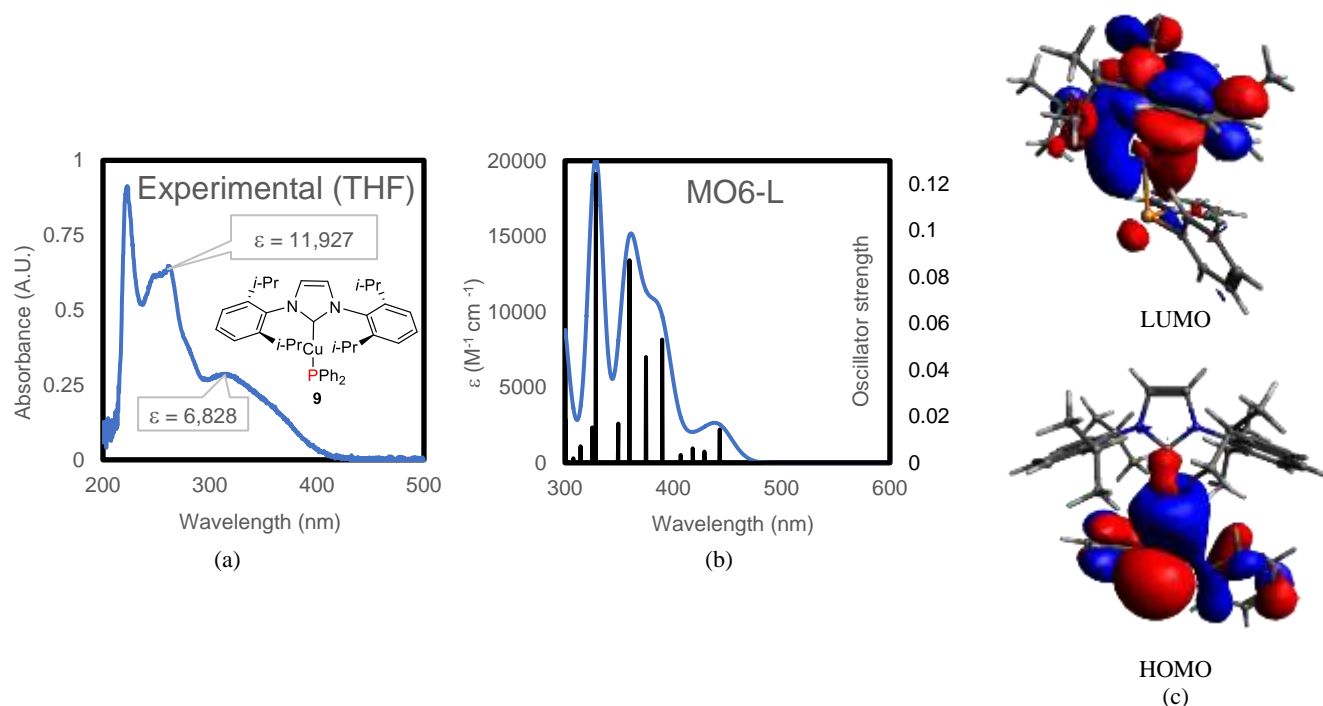 Experimental (THF)
ε = 11,927
ε = 6,828
1
0.75
0.5
0.25
0
Absorbance (A.U.)
200
300
400
500
Wavelength (nm)
i-Pr
i-Pr
N
N
i-Pr
i-Pr
Cu
PPh2
9
(a)
MO6-L
20000
15000
10000
5000
0
ε (M-1 cm -1)
300
400
500
600
Wavelength (nm)
0.12
0.1
0.08
0.06
0.04
0.02
0
Oscillator strength
(b)
LUMO
HOMO
(c)